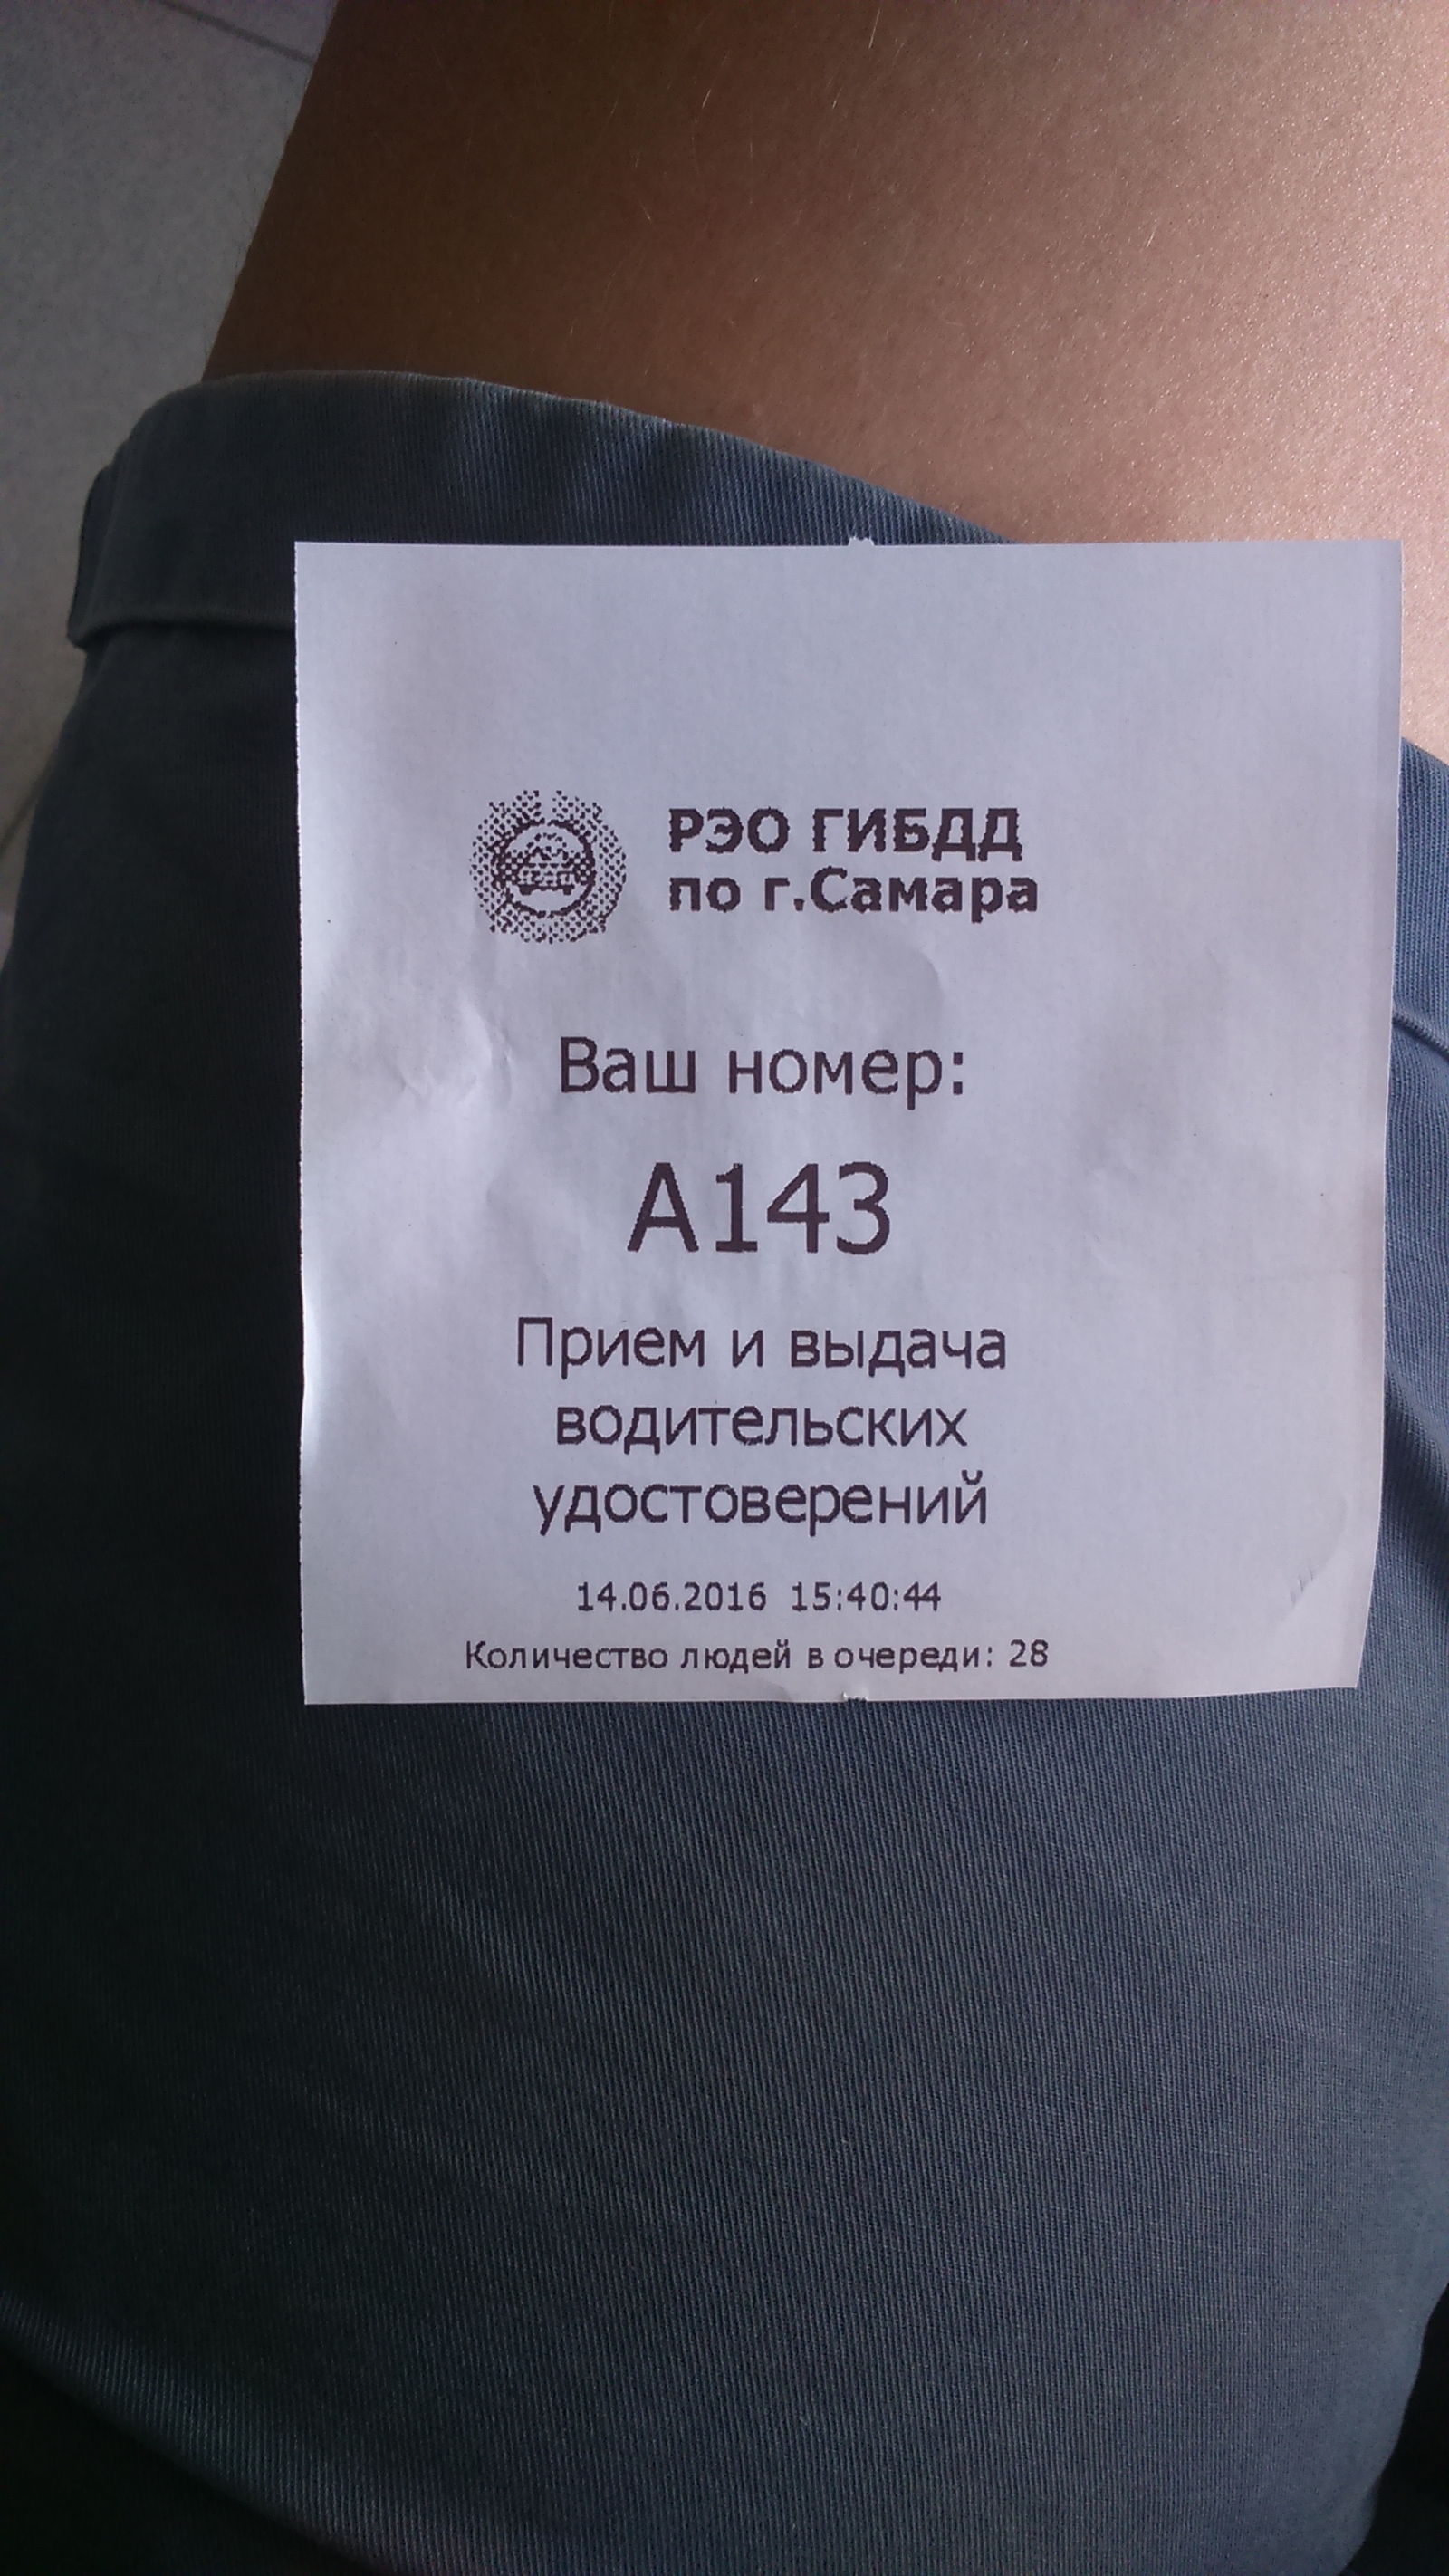 РЭО ГИБДД
по г.Самара
Ваш номер:
А143
Прием и выдача
водительских
удостоверений
14.06.2016 15:40:44
Количество людей в очереди: 28